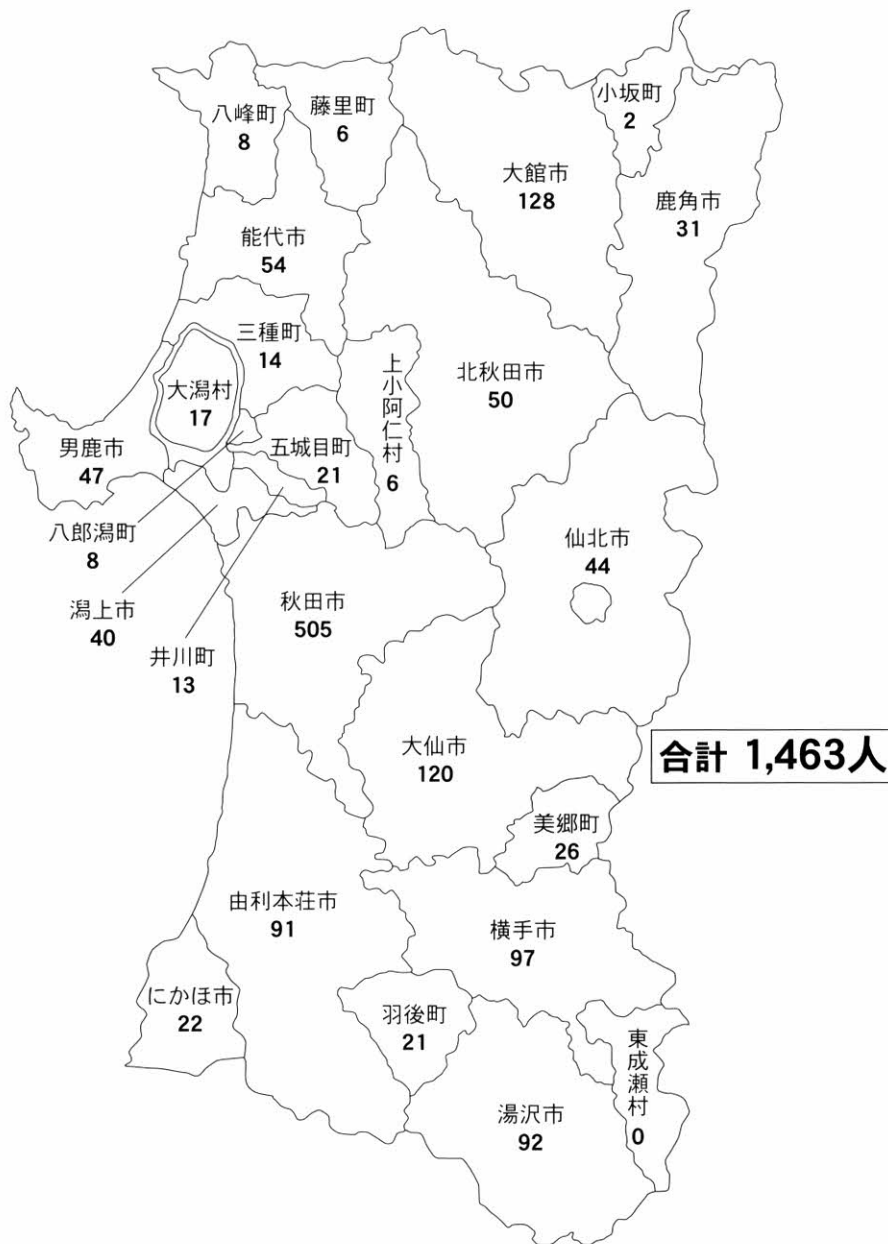 八峰町
8
藤里町
6
小坂町
2
大館市
128
鹿角市
31
能代市
54
三種町
14
大潟村
17
上小阿仁村
6
北秋田市
50
男鹿市
47
五城目町
21
八郎潟町
8
潟上市
40
井川町
13
秋田市
505
仙北市
44
大仙市
120
合計 1,463人
美郷町
26
由利本荘市
91
横手市
97
にかほ市
22
羽後町
21
東成瀬村
0
湯沢市
92